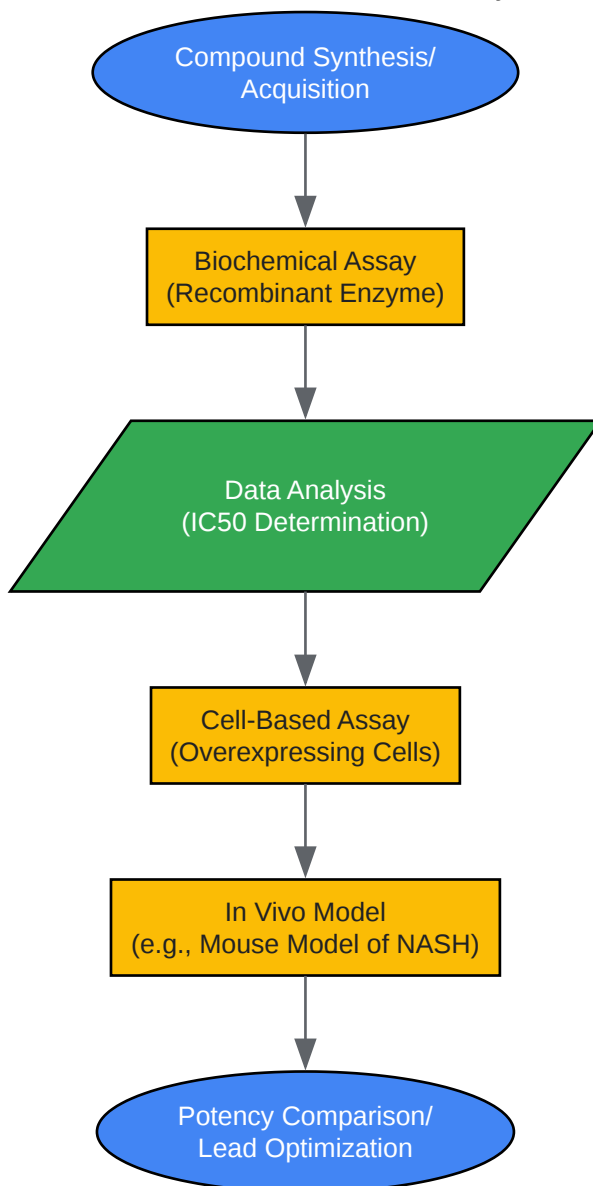 Compound Synthesis/
Acquisition
Biochemical Assay
(Recombinant Enzyme)
Data Analysis
(IC50 Determination)
Cell-Based Assay
(Overexpressing Cells)
In Vivo Model
(e.g., Mouse Model of NASH)
Potency Comparison/
Lead Optimization